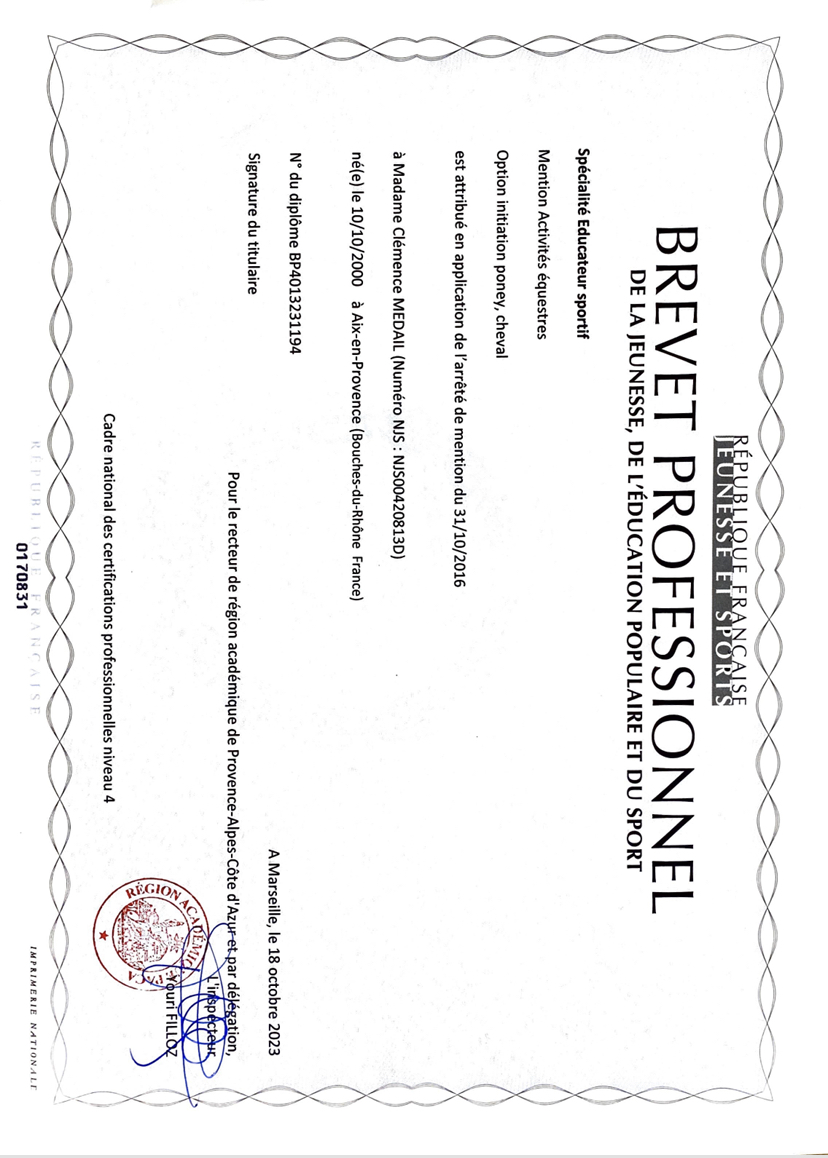 RÉPUBLIQUE FRANÇAISE
JEUNESSE ET SPORTS
BREVET PROFESSIONNEL
DE LA JEUNESSE, DE L'ÉDUCATION POPULAIRE ET DU SPORT
Spécialité Educateur sportif
Mention Activités équestres
Option initiation poney, cheval
est attribué en application de l'arrêté de mention du 31/10/2016
à Madame Clémence MEDAIL (Numéro NJS : NJS00420813D)
né(e) le 10/10/2000 à Aix-en-Provence (Bouches-du-Rhône France)
N° du diplôme BP4013231194
A Marseille, le 18 octobre 2023
Signature du titulaire
Pour le recteur de région académique de Provence-Alpes-Côte d'Azur et par délégation,
L'inspecteur
Youri FILLOZ
RÉGION ACADÉMIQUE PACA
Cadre national des certifications professionnelles niveau 4
RÉPUBLIQUE FRANÇAISE
IMPRIMERIE NATIONALE
0170831